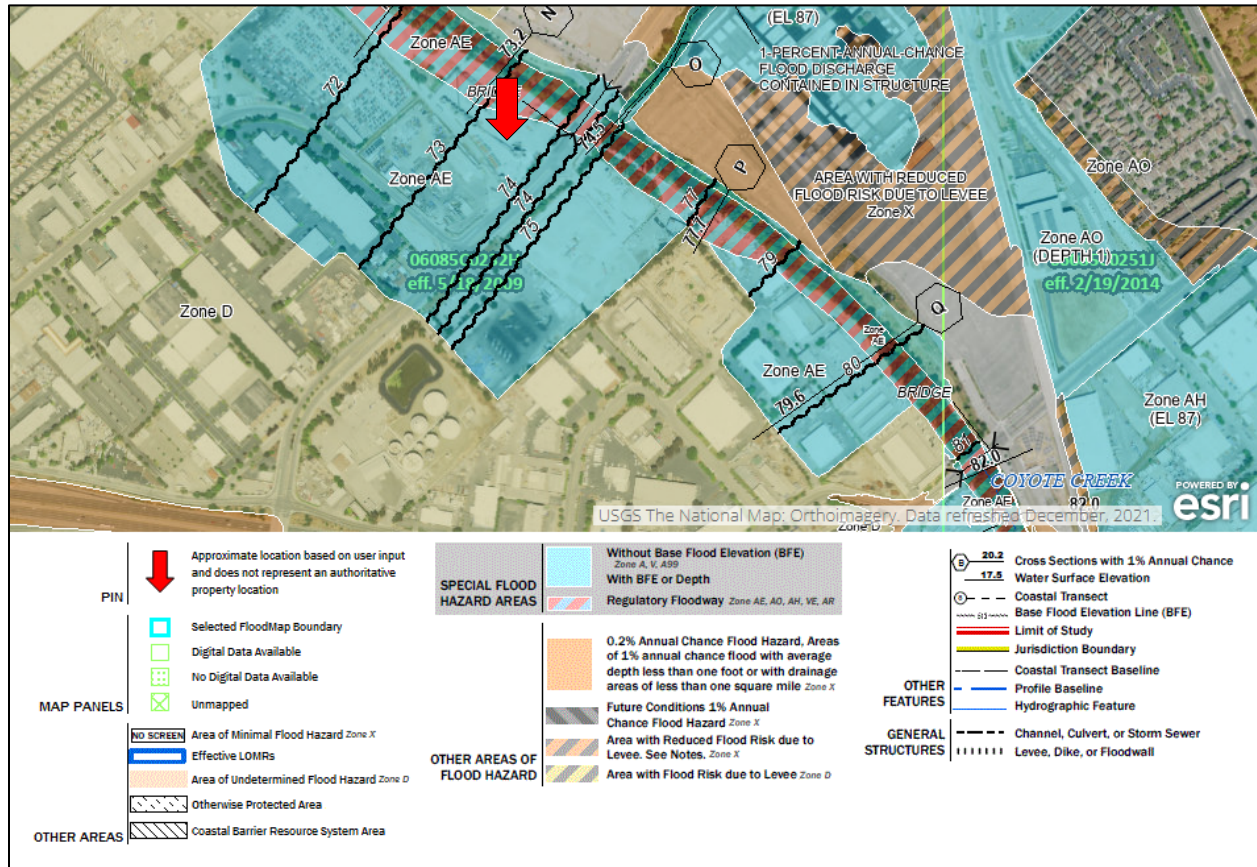 (EL 87)
N
Zone AE
73.2
1-PERCENT-ANNUAL-CHANCE
FLOOD DISCHARGE
CONTAINED IN STRUCTURE
O
72
BRIDGE
74.5
73
Zone AE
74
74
75
77
77.1
P
AREA WITH REDUCED
FLOOD RISK DUE TO LEVEE
Zone X
Zone AO
Zone AO
(DEPTH 1)
0251J
eff. 2/19/2014
06085C0
eff. 5/18/2009
Zone D
79
Q
Zone
AE
Zone AE
80
79.6
BRIDGE
Zone AH
(EL 87)
81
82.0
COYOTE CREEK
Zone AE
82.0
Zone D
USGS The National Map: Orthoimagery. Data refreshed December, 2021.
POWERED BY
esri
PIN
Approximate location based on user input
and does not represent an authoritative
property location
MAP PANELS
Selected FloodMap Boundary
Digital Data Available
No Digital Data Available
Unmapped
OTHER AREAS
NO SCREEN Area of Minimal Flood Hazard Zone X
Effective LOMRs
Area of Undetermined Flood Hazard Zone D
Otherwise Protected Area
Coastal Barrier Resource System Area
SPECIAL FLOOD
HAZARD AREAS
Without Base Flood Elevation (BFE)
Zone A, V, A99
With BFE or Depth
Regulatory Floodway Zone AE, AO, AH, VE, AR
OTHER AREAS OF
FLOOD HAZARD
0.2% Annual Chance Flood Hazard, Areas
of 1% annual chance flood with average
depth less than one foot or with drainage
areas of less than one square mile Zone X
Future Conditions 1% Annual
Chance Flood Hazard Zone X
Area with Reduced Flood Risk due to
Levee. See Notes. Zone X
Area with Flood Risk due to Levee Zone D
OTHER
FEATURES
B 20.2 Cross Sections with 1% Annual Chance
17.5 Water Surface Elevation
8 Coastal Transect
513 Base Flood Elevation Line (BFE)
Limit of Study
Jurisdiction Boundary
Coastal Transect Baseline
Profile Baseline
Hydrographic Feature
GENERAL
STRUCTURES
Channel, Culvert, or Storm Sewer
Levee, Dike, or Floodwall